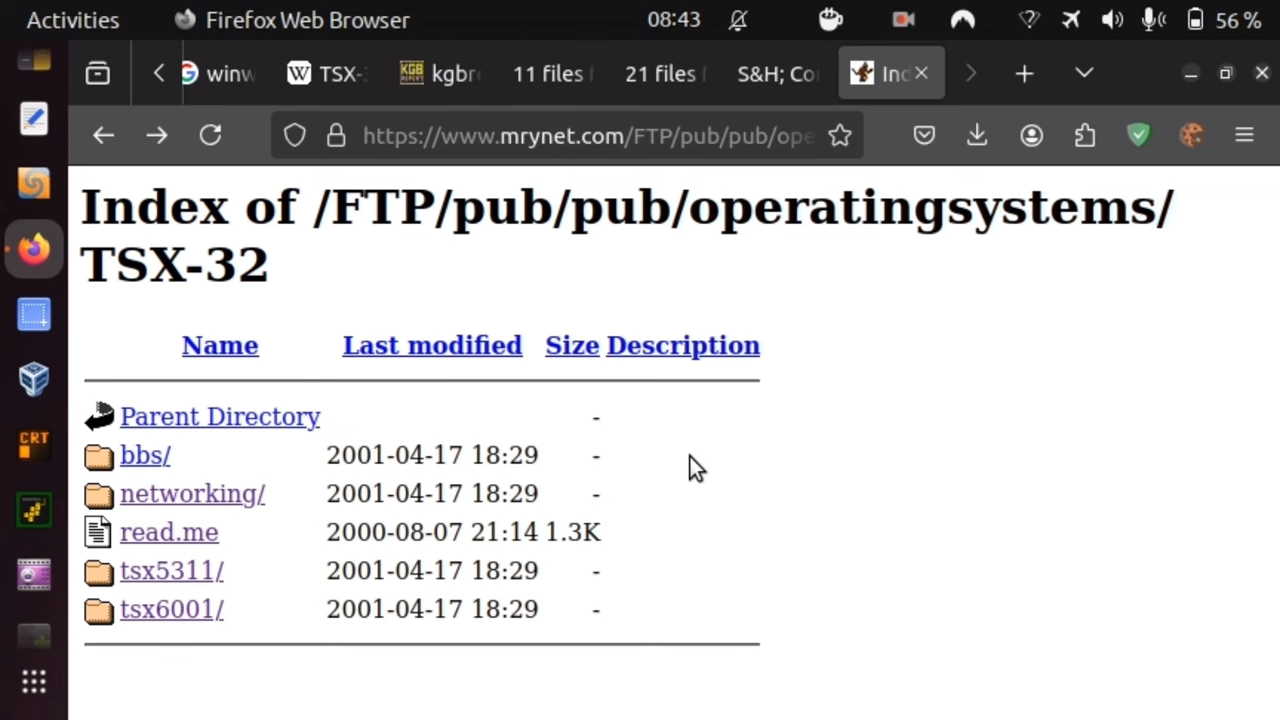 Activities Firefox Web Browser 08:43 56 %
winw TSX- KGB REPORT kgbr 11 files 21 files S&H; Co Inc
https://www.mrynet.com/FTP/pub/pub/ope
Index of /FTP/pub/pub/operatingsystems/
TSX-32
Name Last modified Size Description
Parent Directory -
bbs/ 2001-04-17 18:29 -
networking/ 2001-04-17 18:29 -
read.me 2000-08-07 21:14 1.3K
tsx5311/ 2001-04-17 18:29 -
tsx6001/ 2001-04-17 18:29 -
CRT